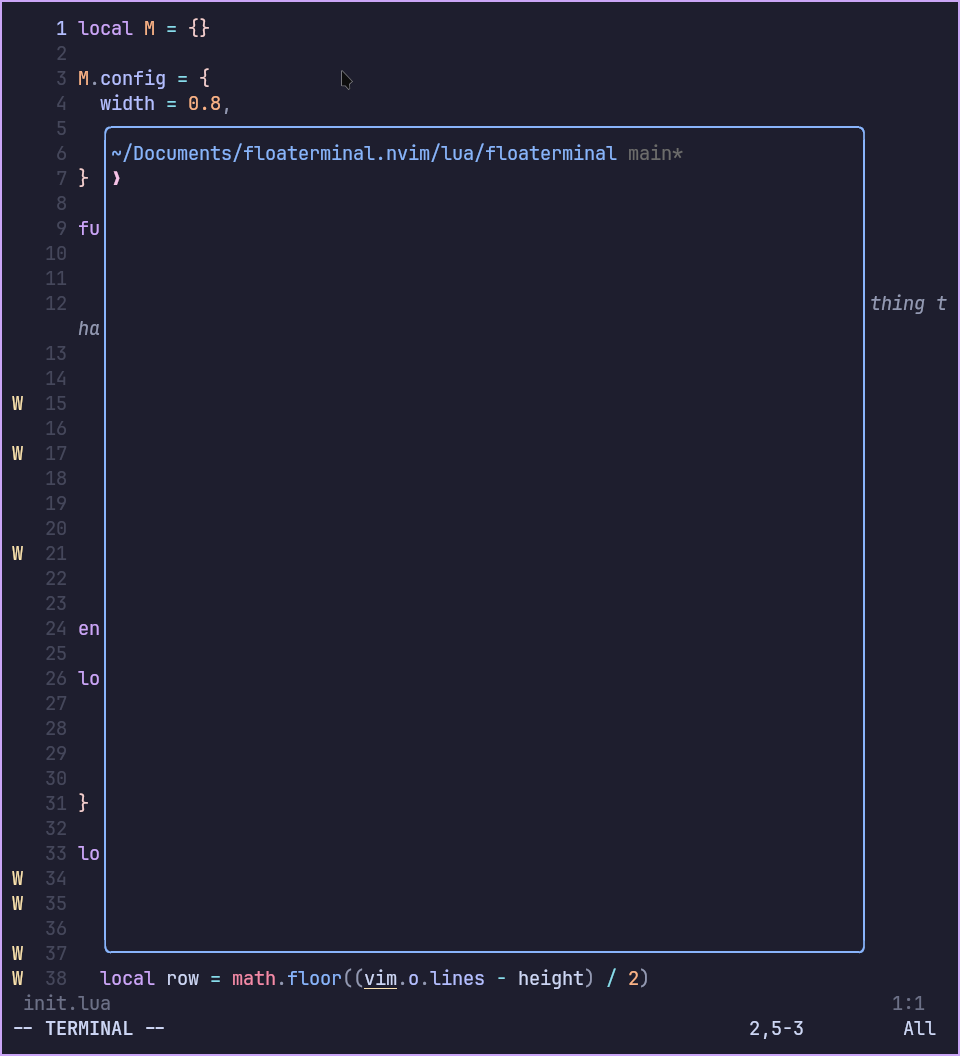 1 local M = {}
2
3 M.config = {
4 width = 0.8,
5
6 ~/Documents/floaterminal.nvim/lua/floaterminal main*
7 } ❯
8
9 fu
10
11
12 thing t
ha
13
14
W 15
16
W 17
18
19
20
W 21
22
23
24 en
25
26 lo
27
28
29
30
31 }
32
33 lo
W 34
W 35
36
W 37
W 38 local row = math.floor((vim.o.lines - height) / 2)
init.lua 1:1
-- TERMINAL -- 2,5-3 All